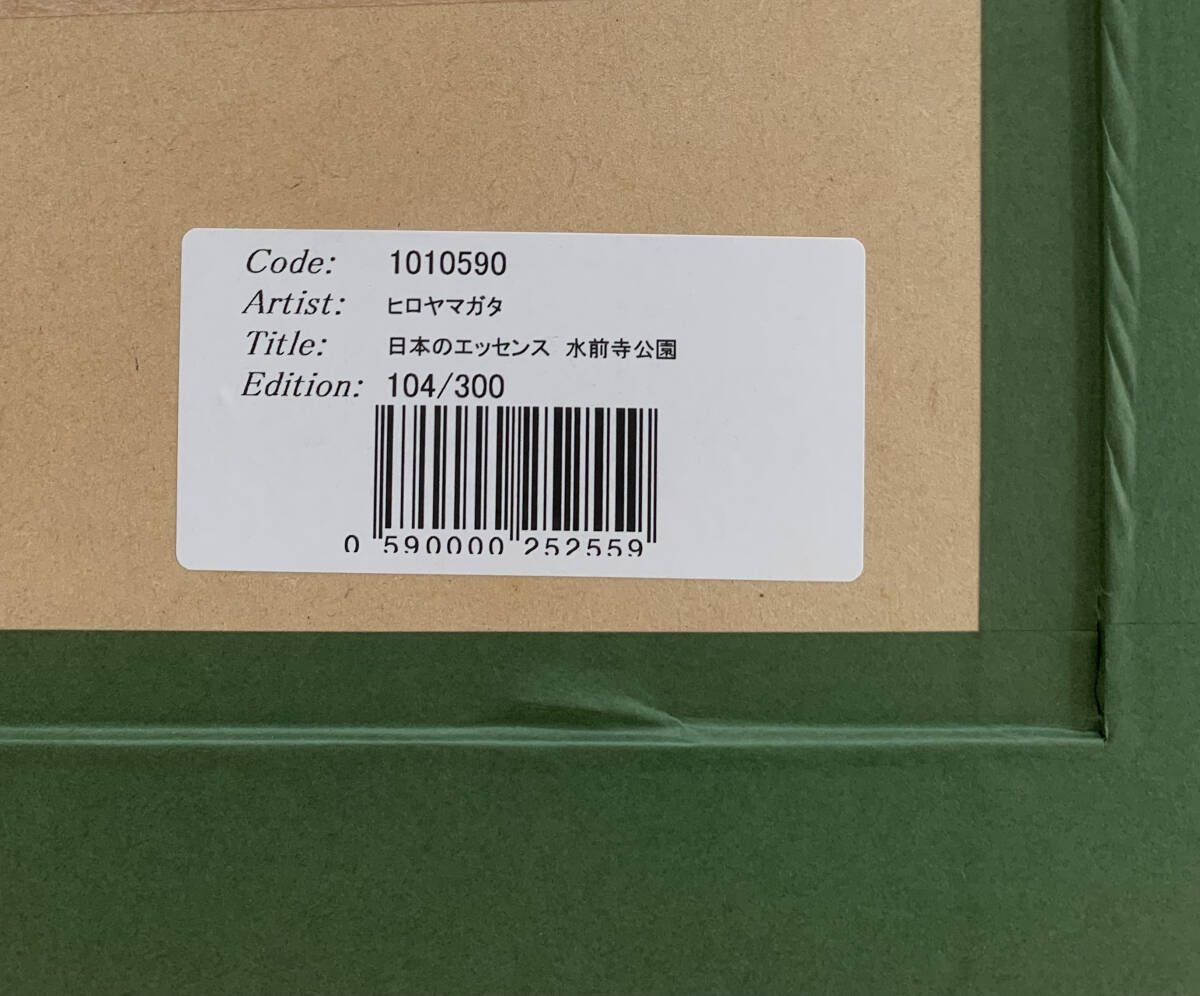 Code: 1010590
Artist: ヒロヤマガタ
Title: 日本のエッセンス 水前寺公園
Edition: 104/300
0 590000 252559